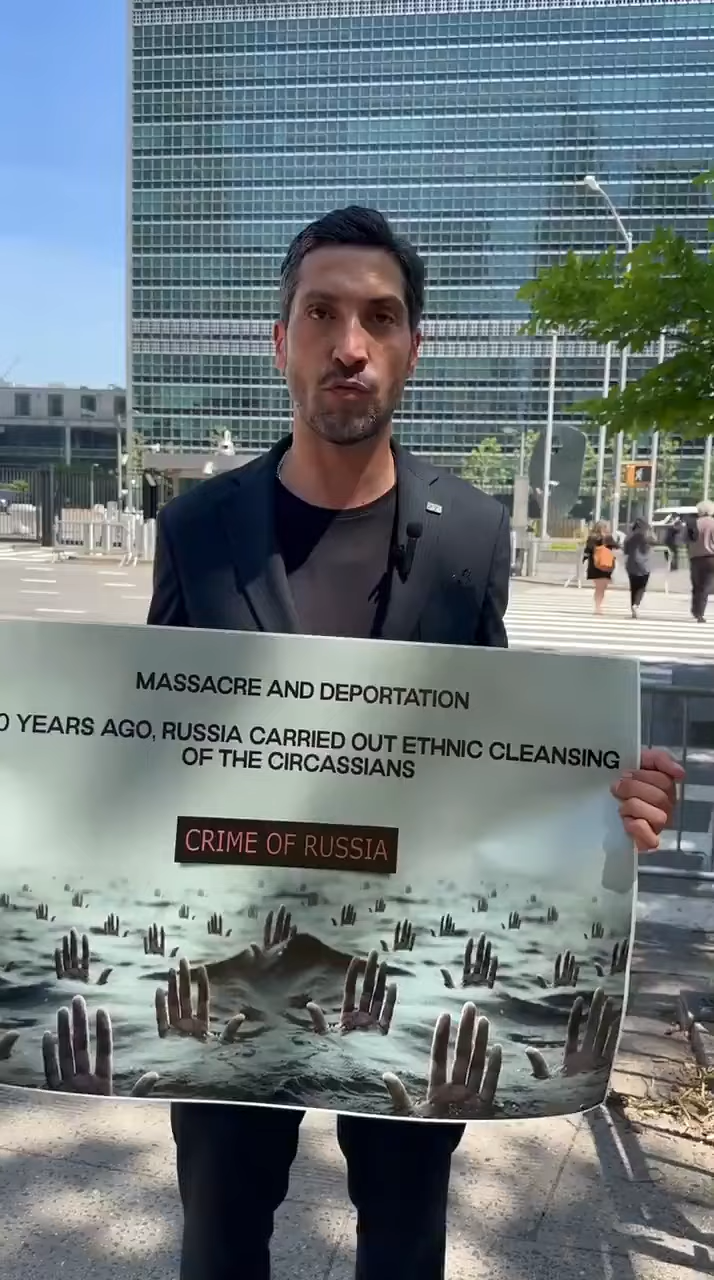 MASSACRE AND DEPORTATION
0 YEARS AGO, RUSSIA CARRIED OUT ETHNIC CLEANSING
OF THE CIRCASSIANS
CRIME OF RUSSIA